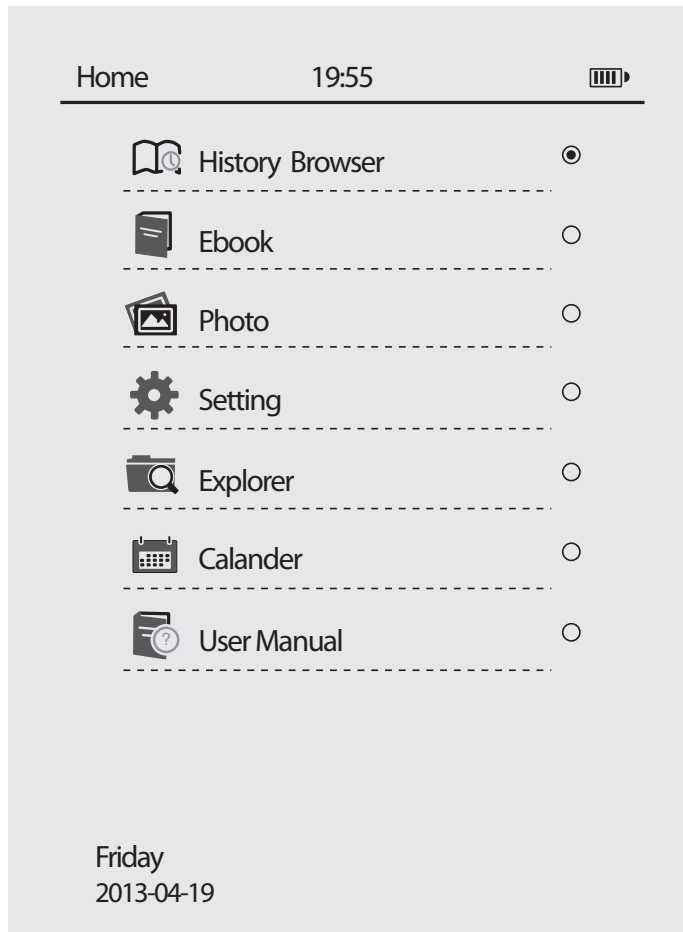 Home 19:55
History Browser
Ebook
Photo
Setting
Explorer
Calander
User Manual
?
Friday
2013-04-19